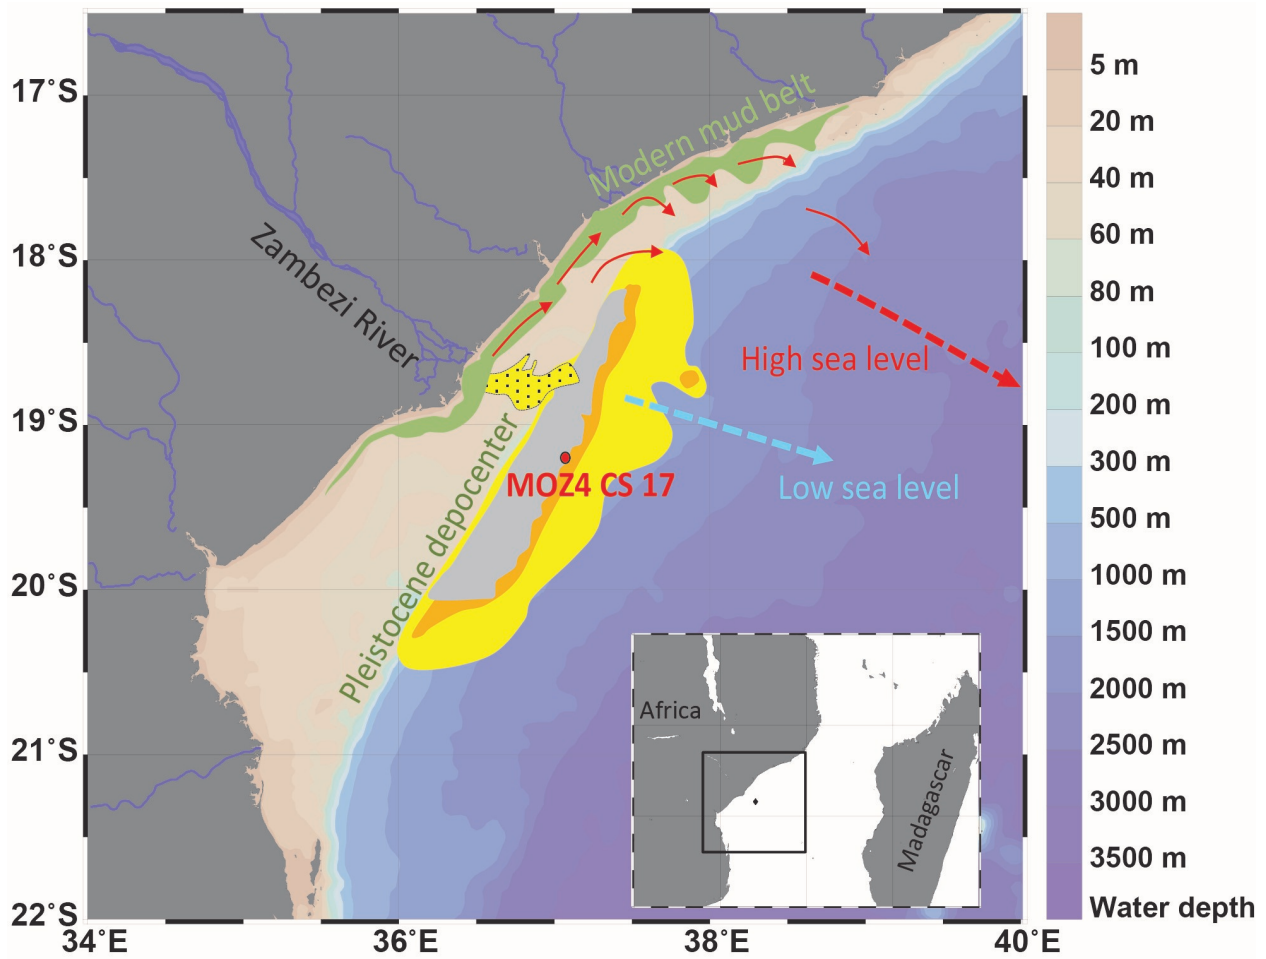 17°S
18°S
19°S
20°S
21°S
22°S
34°E
36°E
38°E
40°E
Modern mud belt
Zambezi River
High sea level
Low sea level
MOZ4 CS 17
Pleistocene depocenter
Africa
Madagascar
5 m
20 m
40 m
60 m
80 m
100 m
200 m
300 m
500 m
1000 m
1500 m
2000 m
2500 m
3000 m
3500 m
Water depth